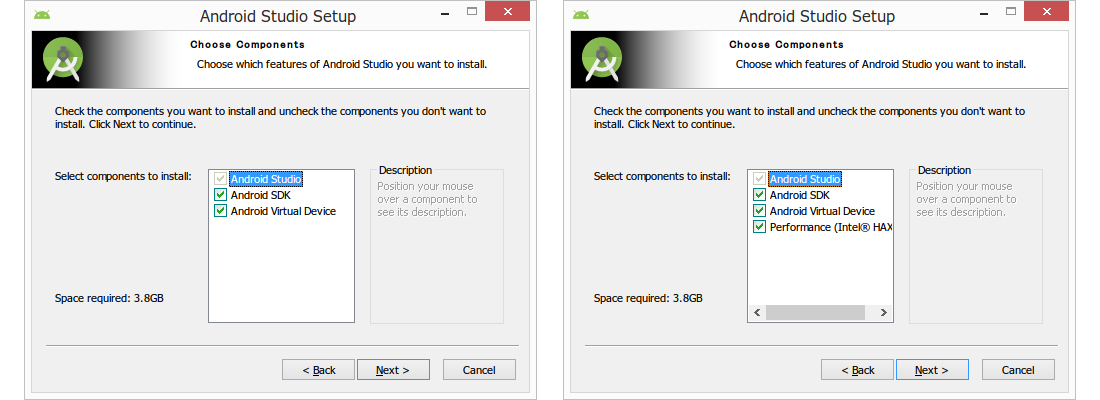 Android Studio Setup
Choose Components
Choose which features of Android Studio you want to install.
Check the components you want to install and uncheck the components you don't want to
install. Click Next to continue.
Select components to install:
Android Studio
Android SDK
Android Virtual Device
Description
Position your mouse
over a component to
see its description.
Space required: 3.8GB
< Back
Next >
Cancel
Android Studio Setup
Choose Components
Choose which features of Android Studio you want to install.
Check the components you want to install and uncheck the components you don't want to
install. Click Next to continue.
Select components to install:
Android Studio
Android SDK
Android Virtual Device
Performance (Intel® HAX
Description
Position your mouse
over a component to
see its description.
Space required: 3.8GB
< Back
Next >
Cancel